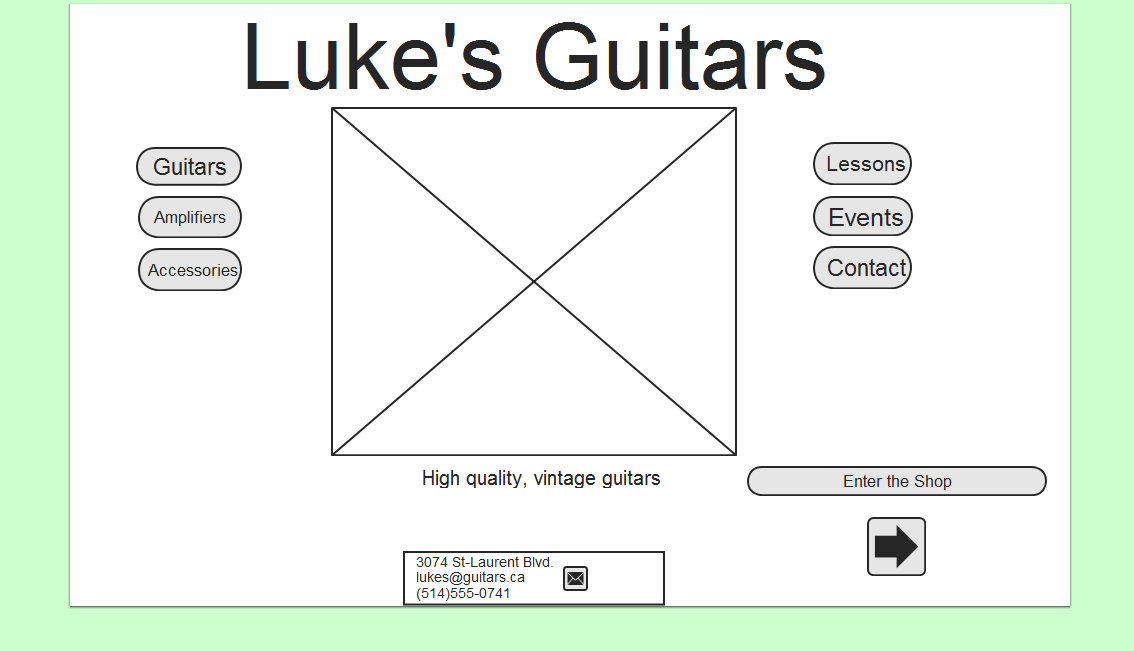 Luke's Guitars
Guitars
Amplifiers
Accessories
Lessons
Events
Contact
High quality, vintage guitars
Enter the Shop
3074 St-Laurent Blvd.
lukes@guitars.ca
(514)555-0741